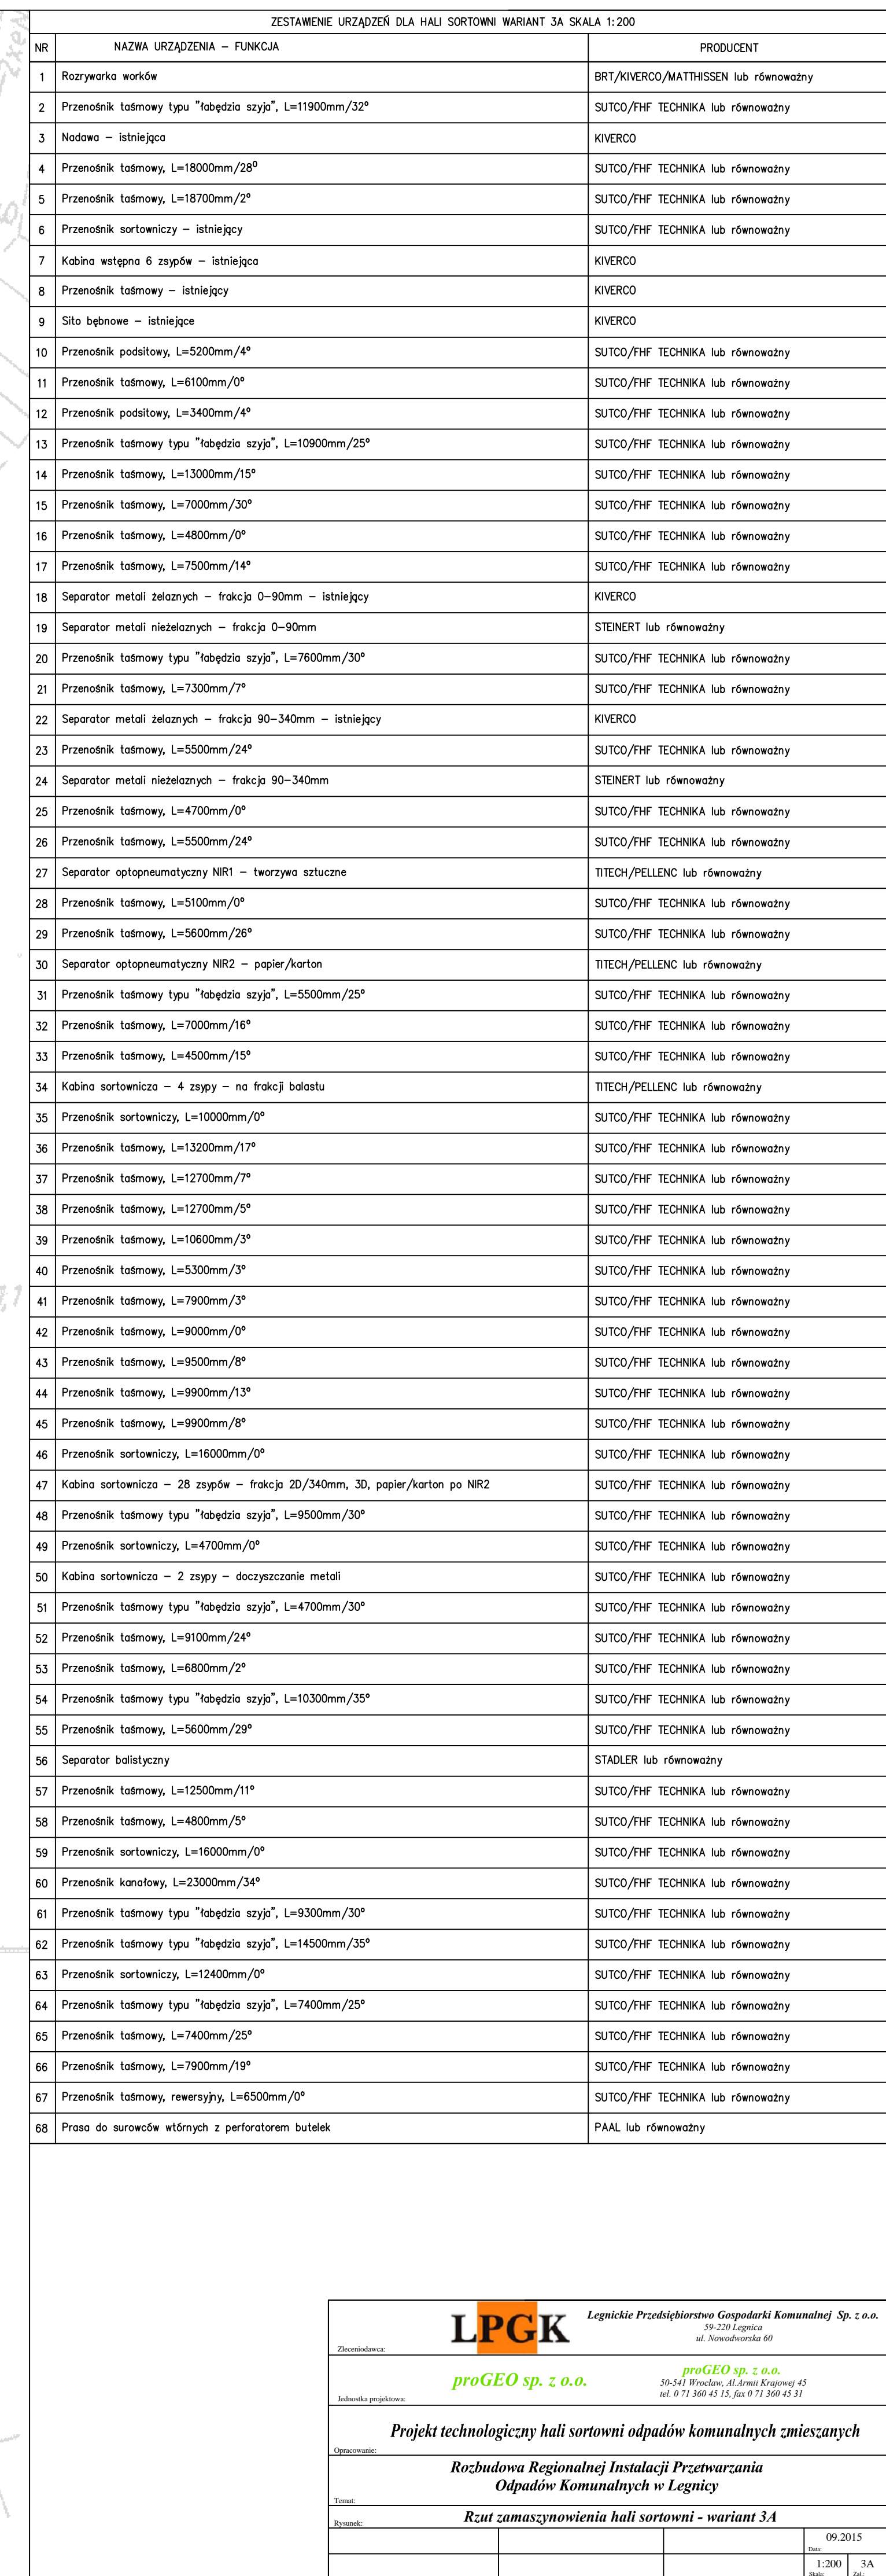 ZESTAWIENIE URZĄDZEŃ DLA HALI SORTOWNI WARIANT 3A SKALA 1:200
NR NAZWA URZĄDZENIA – FUNKCJA PRODUCENT
1 Rozrywarka worków BRT/KIVERCO/MATTHISSEN lub równoważny
2 Przenośnik taśmowy typu "łabędzia szyja", L=11900mm/32° SUTCO/FHF TECHNIKA lub równoważny
3 Nadawa – istniejąca KIVERCO
4 Przenośnik taśmowy, L=18000mm/28⁰ SUTCO/FHF TECHNIKA lub równoważny
5 Przenośnik taśmowy, L=18700mm/2° SUTCO/FHF TECHNIKA lub równoważny
6 Przenośnik sortowniczy – istniejący SUTCO/FHF TECHNIKA lub równoważny
7 Kabina wstępna 6 zsypów – istniejąca KIVERCO
8 Przenośnik taśmowy – istniejący KIVERCO
9 Sito bębnowe – istniejące KIVERCO
10 Przenośnik podsitowy, L=5200mm/4° SUTCO/FHF TECHNIKA lub równoważny
11 Przenośnik taśmowy, L=6100mm/0° SUTCO/FHF TECHNIKA lub równoważny
12 Przenośnik podsitowy, L=3400mm/4° SUTCO/FHF TECHNIKA lub równoważny
13 Przenośnik taśmowy typu "łabędzia szyja", L=10900mm/25° SUTCO/FHF TECHNIKA lub równoważny
14 Przenośnik taśmowy, L=13000mm/15° SUTCO/FHF TECHNIKA lub równoważny
15 Przenośnik taśmowy, L=7000mm/30° SUTCO/FHF TECHNIKA lub równoważny
16 Przenośnik taśmowy, L=4800mm/0° SUTCO/FHF TECHNIKA lub równoważny
17 Przenośnik taśmowy, L=7500mm/14° SUTCO/FHF TECHNIKA lub równoważny
18 Separator metali żelaznych – frakcja 0–90mm – istniejący KIVERCO
19 Separator metali nieżelaznych – frakcja 0–90mm STEINERT lub równoważny
20 Przenośnik taśmowy typu "łabędzia szyja", L=7600mm/30° SUTCO/FHF TECHNIKA lub równoważny
21 Przenośnik taśmowy, L=7300mm/7° SUTCO/FHF TECHNIKA lub równoważny
22 Separator metali żelaznych – frakcja 90–340mm – istniejący KIVERCO
23 Przenośnik taśmowy, L=5500mm/24° SUTCO/FHF TECHNIKA lub równoważny
24 Separator metali nieżelaznych – frakcja 90–340mm STEINERT lub równoważny
25 Przenośnik taśmowy, L=4700mm/0° SUTCO/FHF TECHNIKA lub równoważny
26 Przenośnik taśmowy, L=5500mm/24° SUTCO/FHF TECHNIKA lub równoważny
27 Separator optopneumatyczny NIR1 – tworzywa sztuczne TITECH/PELLENC lub równoważny
28 Przenośnik taśmowy, L=5100mm/0° SUTCO/FHF TECHNIKA lub równoważny
29 Przenośnik taśmowy, L=5600mm/26° SUTCO/FHF TECHNIKA lub równoważny
30 Separator optopneumatyczny NIR2 – papier/karton TITECH/PELLENC lub równoważny
31 Przenośnik taśmowy typu "łabędzia szyja", L=5500mm/25° SUTCO/FHF TECHNIKA lub równoważny
32 Przenośnik taśmowy, L=7000mm/16° SUTCO/FHF TECHNIKA lub równoważny
33 Przenośnik taśmowy, L=4500mm/15° SUTCO/FHF TECHNIKA lub równoważny
34 Kabina sortownicza – 4 zsypy – na frakcji balastu TITECH/PELLENC lub równoważny
35 Przenośnik sortowniczy, L=10000mm/0° SUTCO/FHF TECHNIKA lub równoważny
36 Przenośnik taśmowy, L=13200mm/17° SUTCO/FHF TECHNIKA lub równoważny
37 Przenośnik taśmowy, L=12700mm/7° SUTCO/FHF TECHNIKA lub równoważny
38 Przenośnik taśmowy, L=12700mm/5° SUTCO/FHF TECHNIKA lub równoważny
39 Przenośnik taśmowy, L=10600mm/3° SUTCO/FHF TECHNIKA lub równoważny
40 Przenośnik taśmowy, L=5300mm/3° SUTCO/FHF TECHNIKA lub równoważny
41 Przenośnik taśmowy, L=7900mm/3° SUTCO/FHF TECHNIKA lub równoważny
42 Przenośnik taśmowy, L=9000mm/0° SUTCO/FHF TECHNIKA lub równoważny
43 Przenośnik taśmowy, L=9500mm/8° SUTCO/FHF TECHNIKA lub równoważny
44 Przenośnik taśmowy, L=9900mm/13° SUTCO/FHF TECHNIKA lub równoważny
45 Przenośnik taśmowy, L=9900mm/8° SUTCO/FHF TECHNIKA lub równoważny
46 Przenośnik sortowniczy, L=16000mm/0° SUTCO/FHF TECHNIKA lub równoważny
47 Kabina sortownicza – 28 zsypów – frakcja 2D/340mm, 3D, papier/karton po NIR2 SUTCO/FHF TECHNIKA lub równoważny
48 Przenośnik taśmowy typu "łabędzia szyja", L=9500mm/30° SUTCO/FHF TECHNIKA lub równoważny
49 Przenośnik sortowniczy, L=4700mm/0° SUTCO/FHF TECHNIKA lub równoważny
50 Kabina sortownicza – 2 zsypy – doczyszczanie metali SUTCO/FHF TECHNIKA lub równoważny
51 Przenośnik taśmowy typu "łabędzia szyja", L=4700mm/30° SUTCO/FHF TECHNIKA lub równoważny
52 Przenośnik taśmowy, L=9100mm/24° SUTCO/FHF TECHNIKA lub równoważny
53 Przenośnik taśmowy, L=6800mm/2° SUTCO/FHF TECHNIKA lub równoważny
54 Przenośnik taśmowy typu "łabędzia szyja", L=10300mm/35° SUTCO/FHF TECHNIKA lub równoważny
55 Przenośnik taśmowy, L=5600mm/29° SUTCO/FHF TECHNIKA lub równoważny
56 Separator balistyczny STADLER lub równoważny
57 Przenośnik taśmowy, L=12500mm/11° SUTCO/FHF TECHNIKA lub równoważny
58 Przenośnik taśmowy, L=4800mm/5° SUTCO/FHF TECHNIKA lub równoważny
59 Przenośnik sortowniczy, L=16000mm/0° SUTCO/FHF TECHNIKA lub równoważny
60 Przenośnik kanałowy, L=23000mm/34° SUTCO/FHF TECHNIKA lub równoważny
61 Przenośnik taśmowy typu "łabędzia szyja", L=9300mm/30° SUTCO/FHF TECHNIKA lub równoważny
62 Przenośnik taśmowy typu "łabędzia szyja", L=14500mm/35° SUTCO/FHF TECHNIKA lub równoważny
63 Przenośnik sortowniczy, L=12400mm/0° SUTCO/FHF TECHNIKA lub równoważny
64 Przenośnik taśmowy typu "łabędzia szyja", L=7400mm/25° SUTCO/FHF TECHNIKA lub równoważny
65 Przenośnik taśmowy, L=7400mm/25° SUTCO/FHF TECHNIKA lub równoważny
66 Przenośnik taśmowy, L=7900mm/19° SUTCO/FHF TECHNIKA lub równoważny
67 Przenośnik taśmowy, rewersyjny, L=6500mm/0° SUTCO/FHF TECHNIKA lub równoważny
68 Prasa do surowców wtórnych z perforatorem butelek PAAL lub równoważny
LPGK
Legnickie Przedsiębiorstwo Gospodarki Komunalnej Sp. z o.o.
59-220 Legnica
ul. Nowodworska 60
Zleceniodawca:
proGEO sp. z o.o.
proGEO sp. z o.o.
50-541 Wrocław, Al.Armii Krajowej 45
tel. 0 71 360 45 15, fax 0 71 360 45 31
Jednostka projektowa:
Projekt technologiczny hali sortowni odpadów komunalnych zmieszanych
Opracowanie:
Rozbudowa Regionalnej Instalacji Przetwarzania
Odpadów Komunalnych w Legnicy
Temat:
Rzut zamaszynowienia hali sortowni - wariant 3A
Rysunek:
09.2015
Data:
1:200 3A
Skala: Zał.: